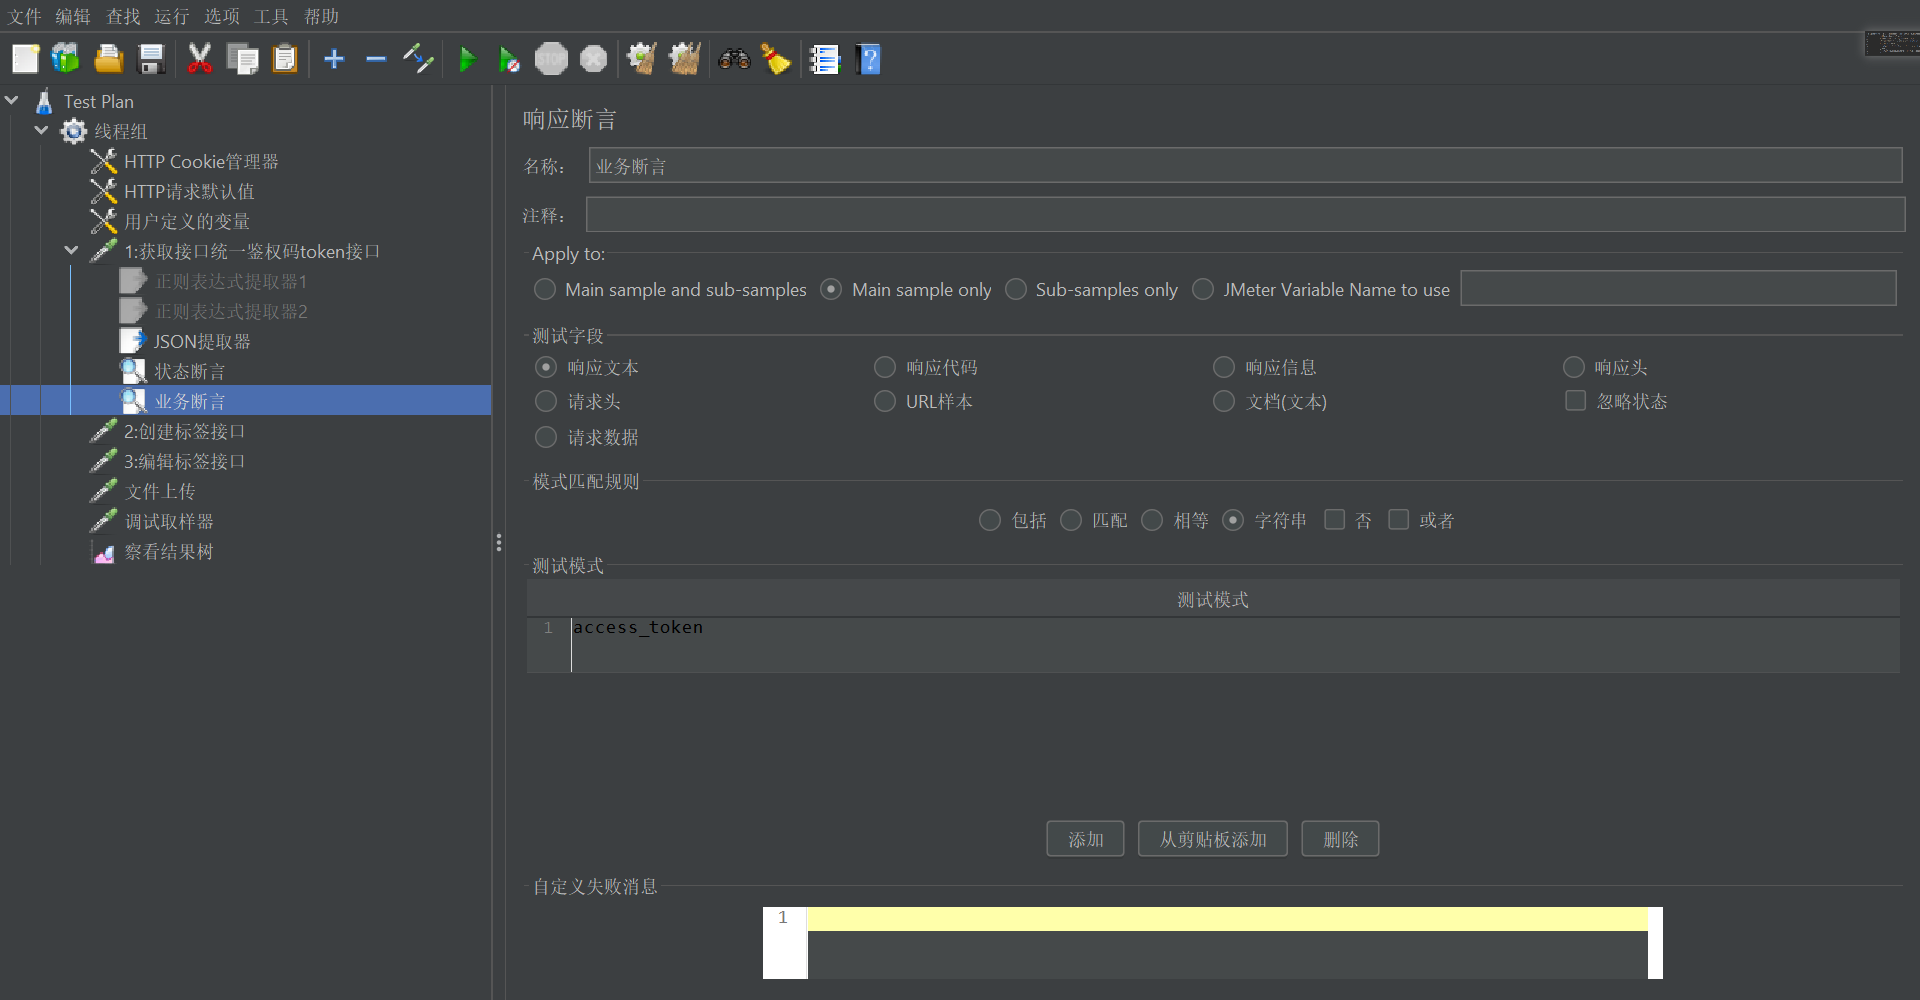 文件 编辑 查找 运行 选项 工具 帮助
STOP
Test Plan
线程组
HTTP Cookie管理器
HTTP请求默认值
用户定义的变量
1:获取接口统一鉴权码token接口
正则表达式提取器1
正则表达式提取器2
JSON提取器
状态断言
业务断言
2:创建标签接口
3:编辑标签接口
文件上传
调试取样器
察看结果树
响应断言
名称： 业务断言
注释：
Apply to:
Main sample and sub-samples Main sample only Sub-samples only JMeter Variable Name to use
测试字段
响应文本 响应代码 响应信息 响应头
请求头 URL样本 文档(文本) 忽略状态
请求数据
模式匹配规则
包括 匹配 相等 字符串 否 或者
测试模式
测试模式
1 access_token
添加 从剪贴板添加 删除
自定义失败消息
1